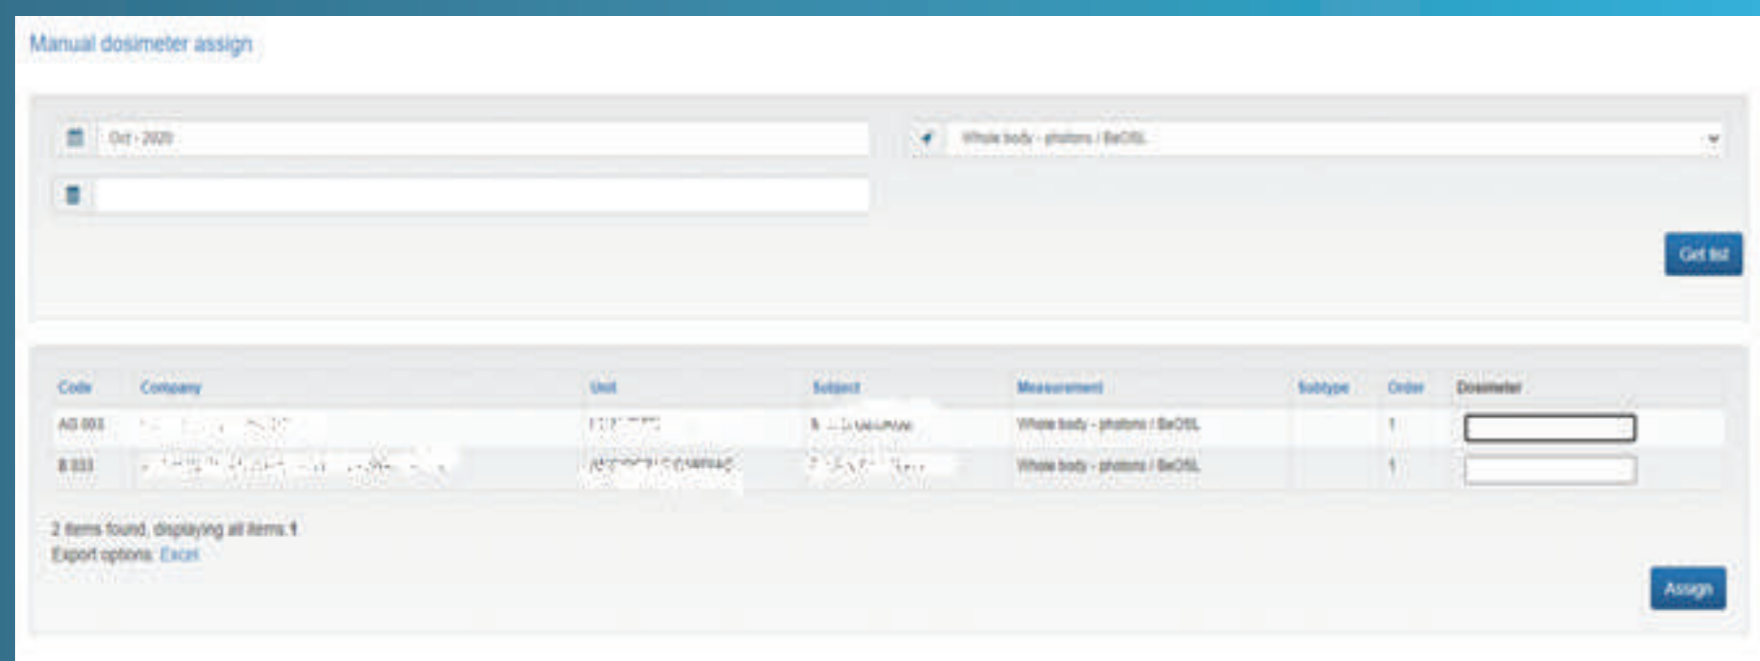 Manual dosimeter assign
Oct - 2020
Whole body - photons / BeOSL
Get list
Code Company Unit Subject Measurement Subtype Order Dosimeter
AG 003 Whole body - photons / BeOSL 1
B 033 Whole body - photons / BeOSL 1
2 items found, displaying all items.1
Export options: Excel
Assign